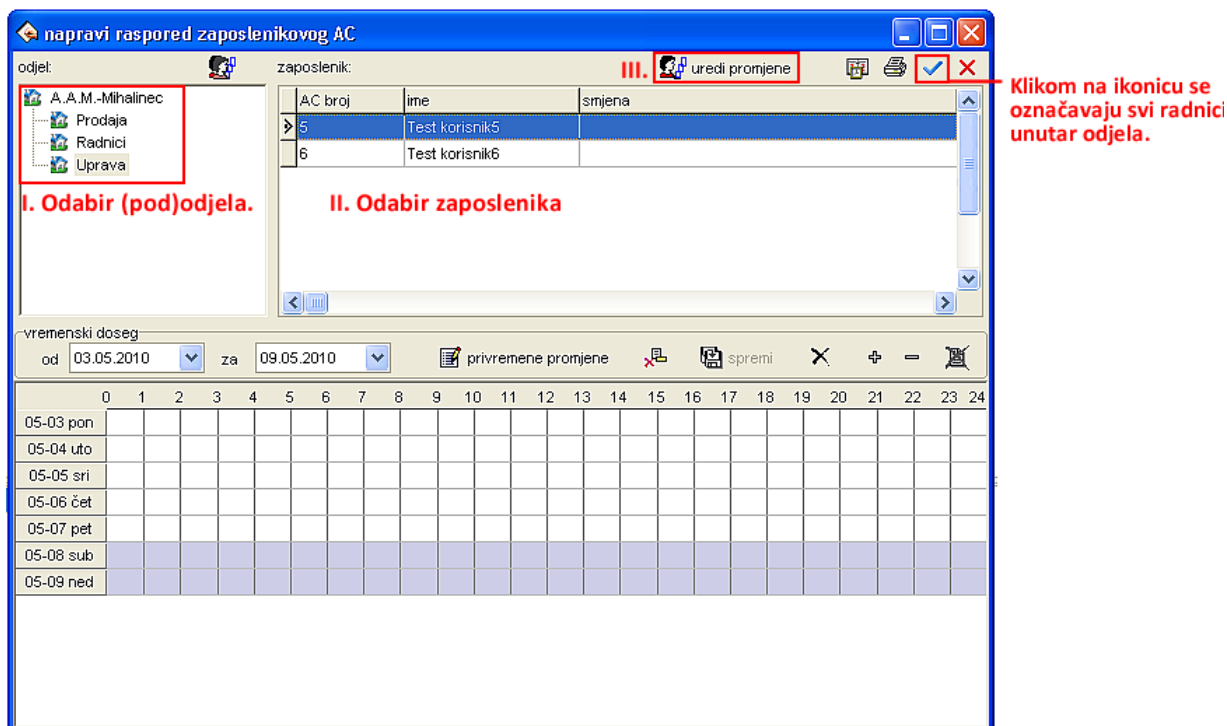 napravi raspored zaposlenikovog AC
odjel:
zaposlenik:
III. uredi promjene
A.A.M.-Mihalinec
Prodaja
Radnici
Uprava
I. Odabir (pod)odjela.
AC broj ime smjena
5 Test korisnik5
6 Test korisnik6
II. Odabir zaposlenika
Klikom na ikonicu se
označavaju svi radnici
unutar odjela.
vremenski doseg
od 03.05.2010 za 09.05.2010 privremene promjene spremi
0 1 2 3 4 5 6 7 8 9 10 11 12 13 14 15 16 17 18 19 20 21 22 23 24
05-03 pon
05-04 uto
05-05 sri
05-06 čet
05-07 pet
05-08 sub
05-09 ned